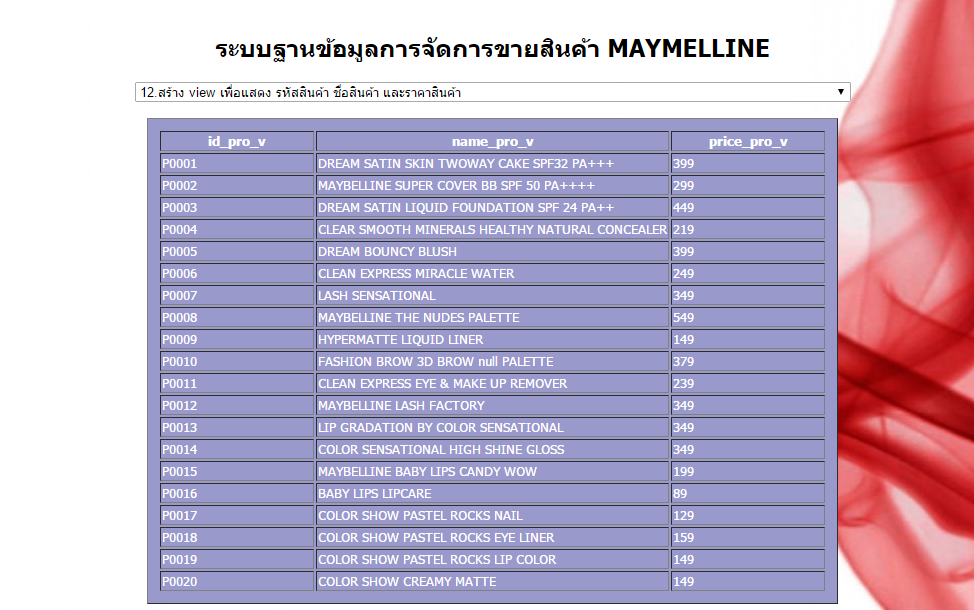 ระบบฐานข้อมูลการจัดการขายสินค้า MAYMELLINE
12.สร้าง view เพื่อแสดง รหัสสินค้า ชื่อสินค้า และราคาสินค้า
id_pro_v name_pro_v price_pro_v
P0001 DREAM SATIN SKIN TWOWAY CAKE SPF32 PA+++ 399
P0002 MAYBELLINE SUPER COVER BB SPF 50 PA++++ 299
P0003 DREAM SATIN LIQUID FOUNDATION SPF 24 PA++ 449
P0004 CLEAR SMOOTH MINERALS HEALTHY NATURAL CONCEALER 219
P0005 DREAM BOUNCY BLUSH 399
P0006 CLEAN EXPRESS MIRACLE WATER 249
P0007 LASH SENSATIONAL 349
P0008 MAYBELLINE THE NUDES PALETTE 549
P0009 HYPERMATTE LIQUID LINER 149
P0010 FASHION BROW 3D BROW null PALETTE 379
P0011 CLEAN EXPRESS EYE & MAKE UP REMOVER 239
P0012 MAYBELLINE LASH FACTORY 349
P0013 LIP GRADATION BY COLOR SENSATIONAL 349
P0014 COLOR SENSATIONAL HIGH SHINE GLOSS 349
P0015 MAYBELLINE BABY LIPS CANDY WOW 199
P0016 BABY LIPS LIPCARE 89
P0017 COLOR SHOW PASTEL ROCKS NAIL 129
P0018 COLOR SHOW PASTEL ROCKS EYE LINER 159
P0019 COLOR SHOW PASTEL ROCKS LIP COLOR 149
P0020 COLOR SHOW CREAMY MATTE 149